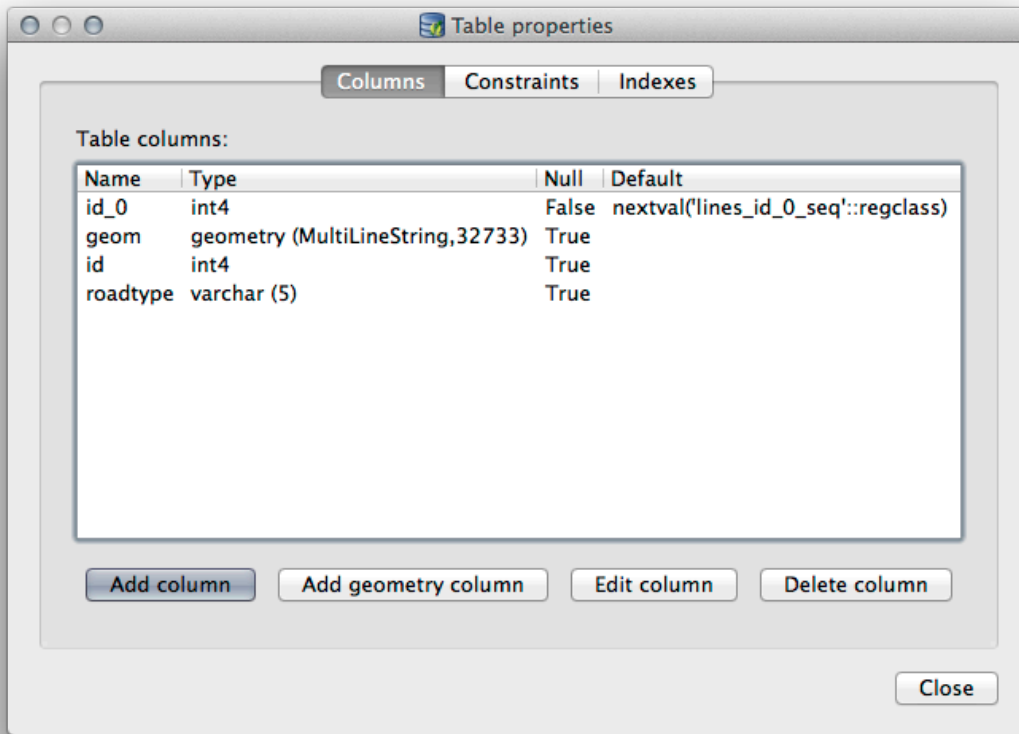 Table properties
Columns Constraints Indexes
Table columns:
Name Type Null Default
id_0 int4 False nextval('lines_id_0_seq'::regclass)
geom geometry (MultiLineString,32733) True
id int4 True
roadtype varchar (5) True
Add column Add geometry column Edit column Delete column
Close